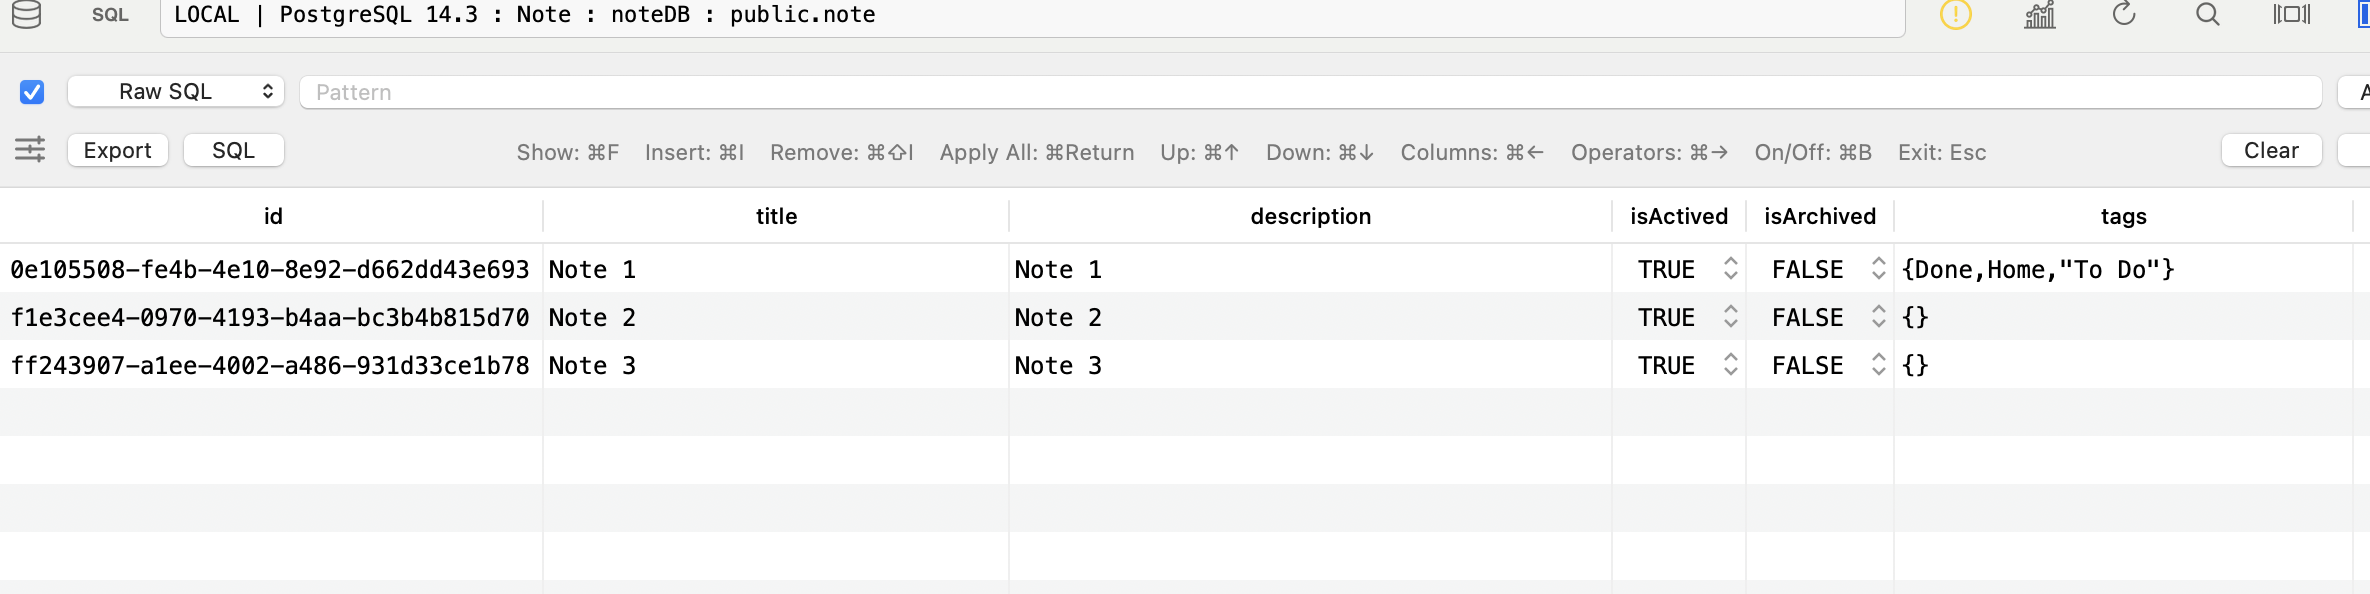 SQL LOCAL | PostgreSQL 14.3 : Note : noteDB : public.note
Raw SQL Pattern
Export SQL Show: ⌘F Insert: ⌘I Remove: ⌘⇧I Apply All: ⌘Return Up: ⌘↑ Down: ⌘↓ Columns: ⌘← Operators: ⌘→ On/Off: ⌘B Exit: Esc Clear
id title description isActived isArchived tags
0e105508-fe4b-4e10-8e92-d662dd43e693 Note 1 Note 1 TRUE FALSE {Done,Home,"To Do"}
f1e3cee4-0970-4193-b4aa-bc3b4b815d70 Note 2 Note 2 TRUE FALSE {}
ff243907-a1ee-4002-a486-931d33ce1b78 Note 3 Note 3 TRUE FALSE {}